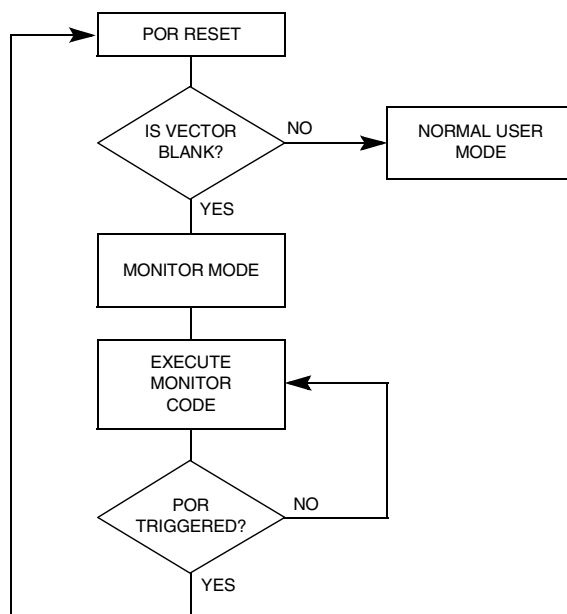 POR RESET
IS VECTOR
BLANK?
NO
NORMAL USER
MODE
YES
MONITOR MODE
EXECUTE
MONITOR
CODE
POR
TRIGGERED?
NO
YES